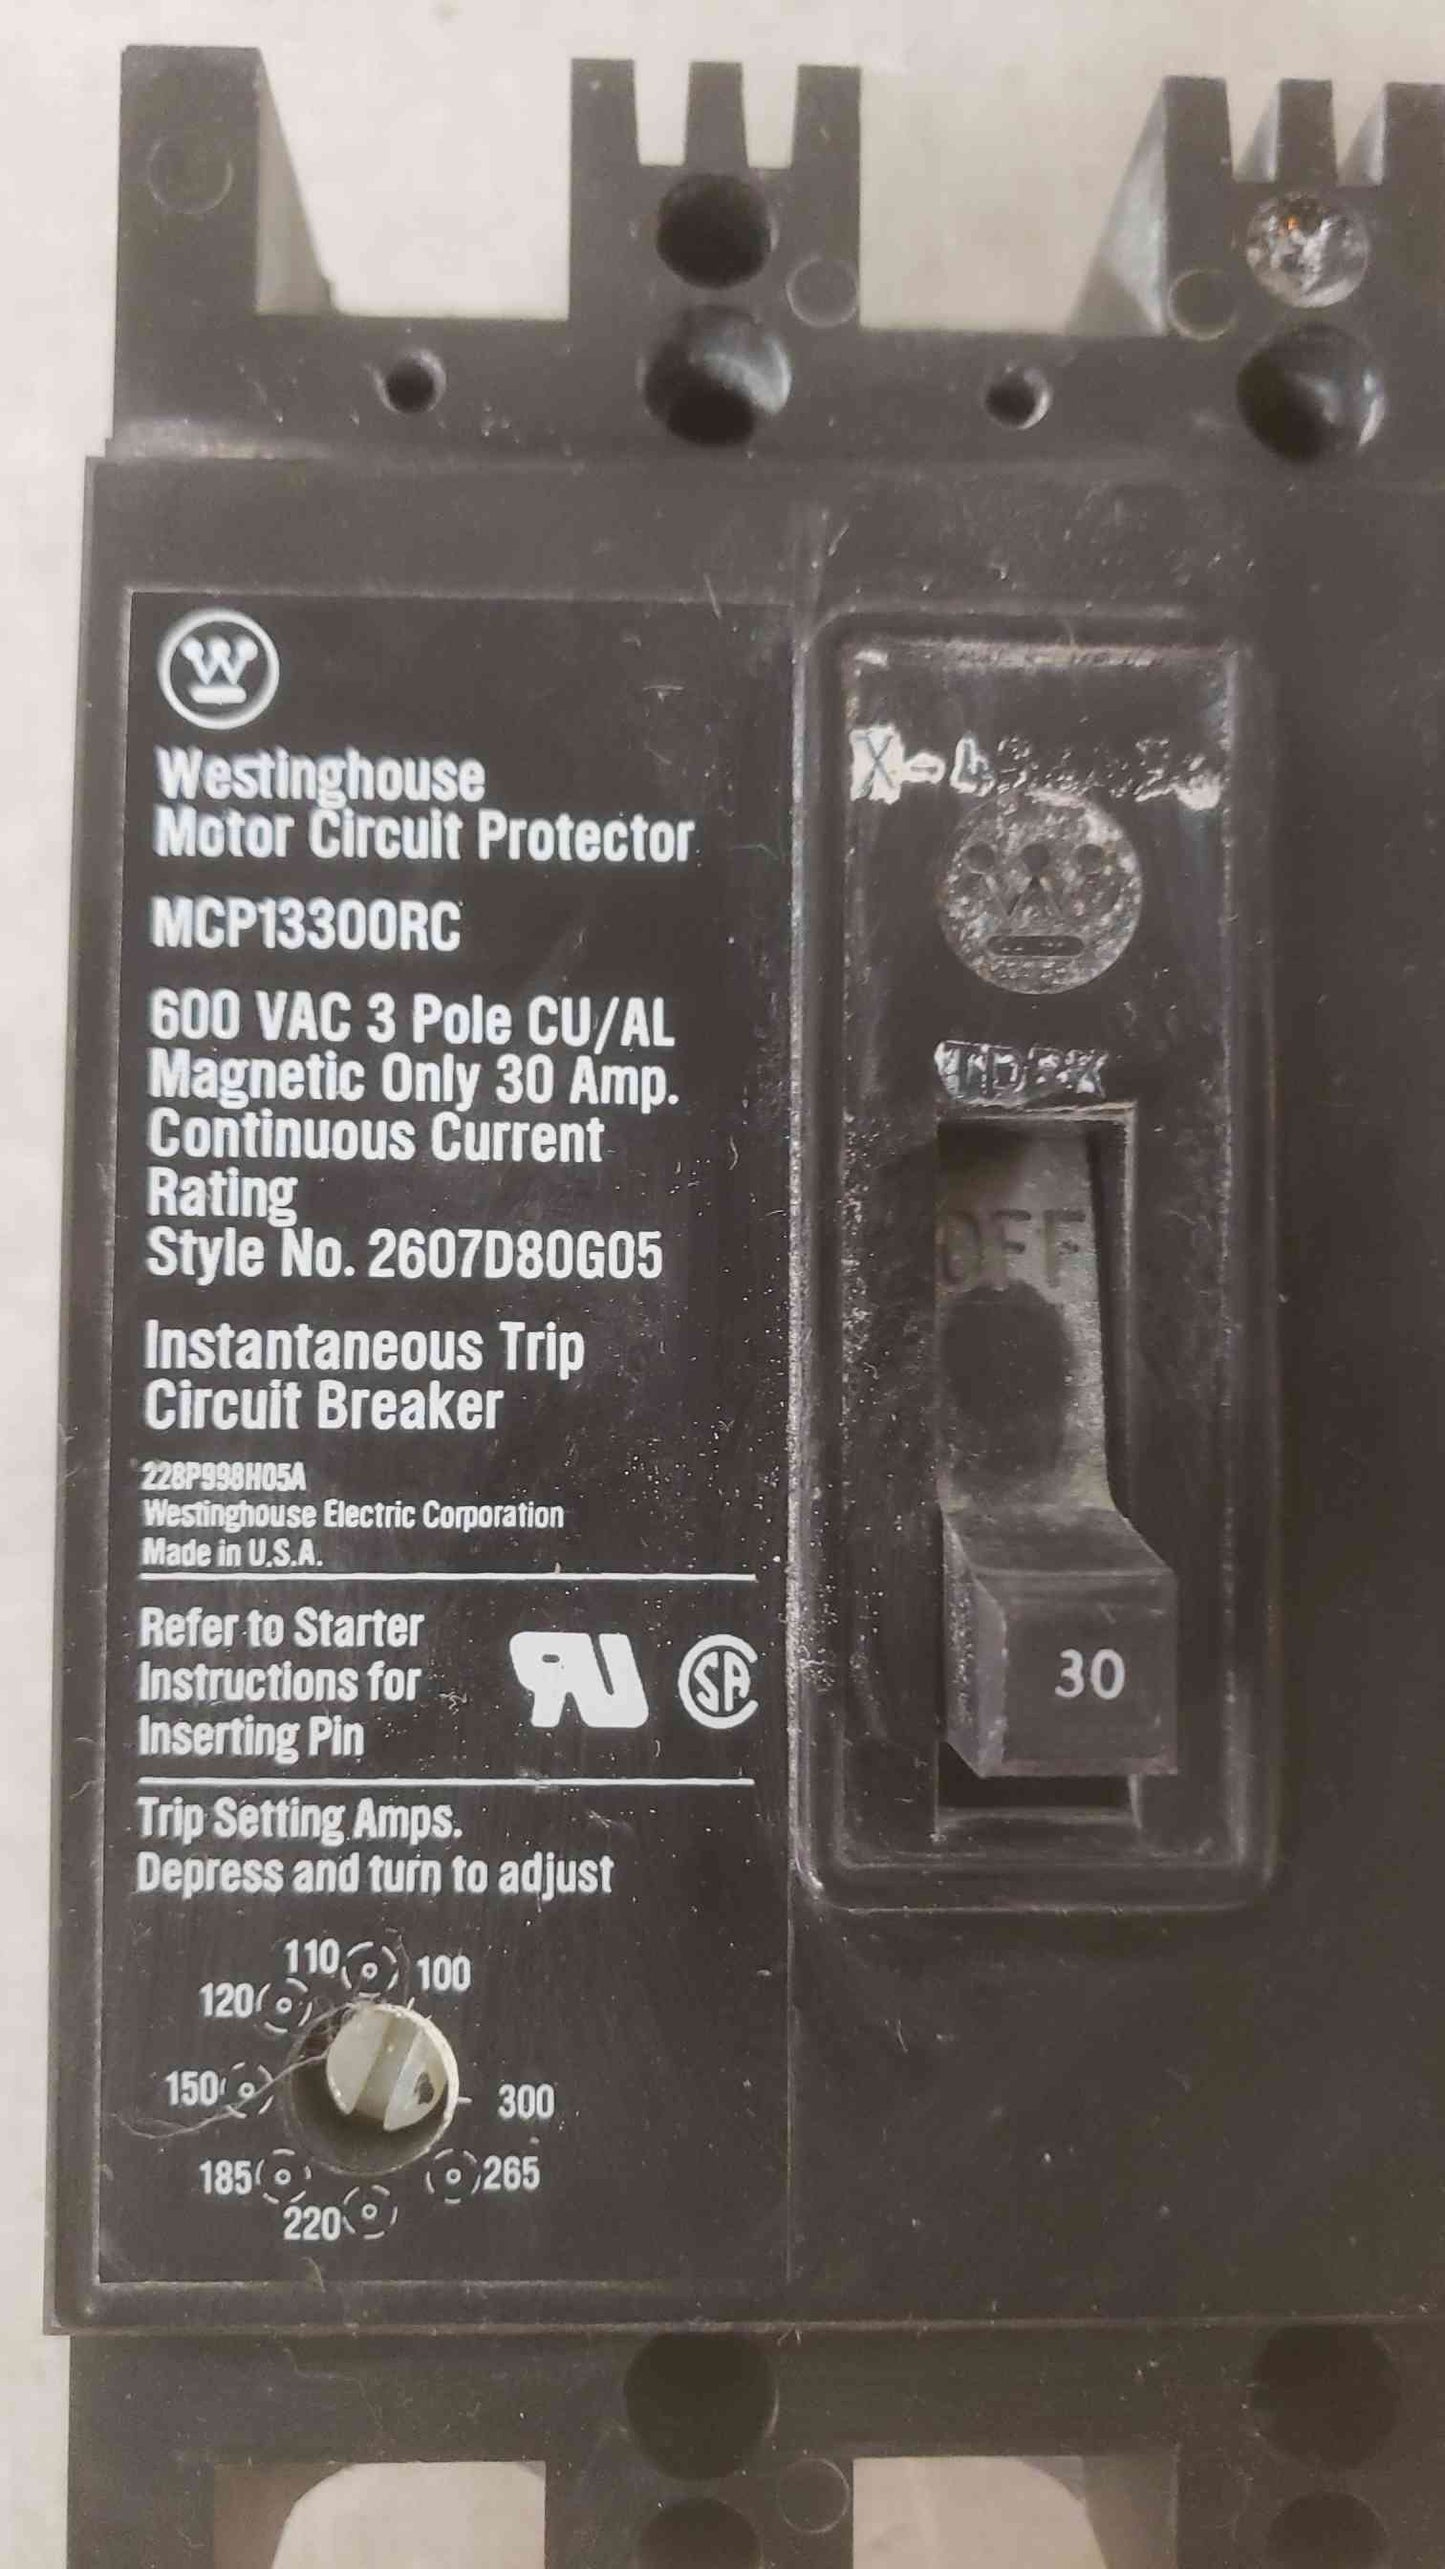 W
Westinghouse
Motor Circuit Protector
MCP13300RC
600 VAC 3 Pole CU/AL
Magnetic Only 30 Amp.
Continuous Current
Rating
Style No. 2607D80G05
Instantaneous Trip
Circuit Breaker
228P998H05A
Westinghouse Electric Corporation
Made in U.S.A.
Refer to Starter
Instructions for
Inserting Pin
Trip Setting Amps.
Depress and turn to adjust
110
100
120
150
300
185
265
220
W
OFF
30